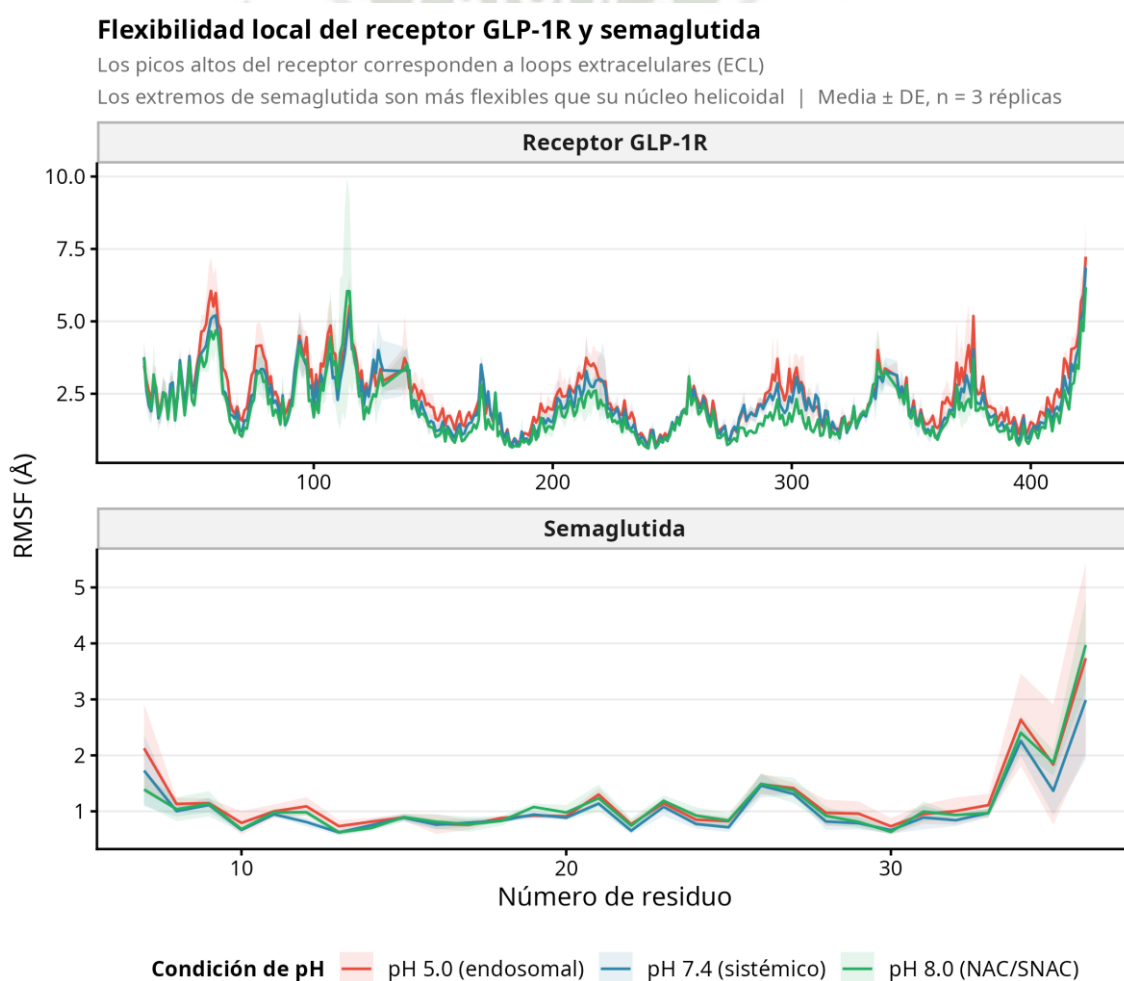 Flexibilidad local del receptor GLP-1R y semaglutida
Los picos altos del receptor corresponden a loops extracelulares (ECL)
Los extremos de semaglutida son más flexibles que su núcleo helicoidal | Media ± DE, n = 3 réplicas
Receptor GLP-1R
10.0
7.5
5.0
2.5
100 200 300 400
RMSF (Å)
Semaglutida
5
4
3
2
1
10 20 30
Número de residuo
Condición de pH pH 5.0 (endosomal) pH 7.4 (sistémico) pH 8.0 (NAC/SNAC)